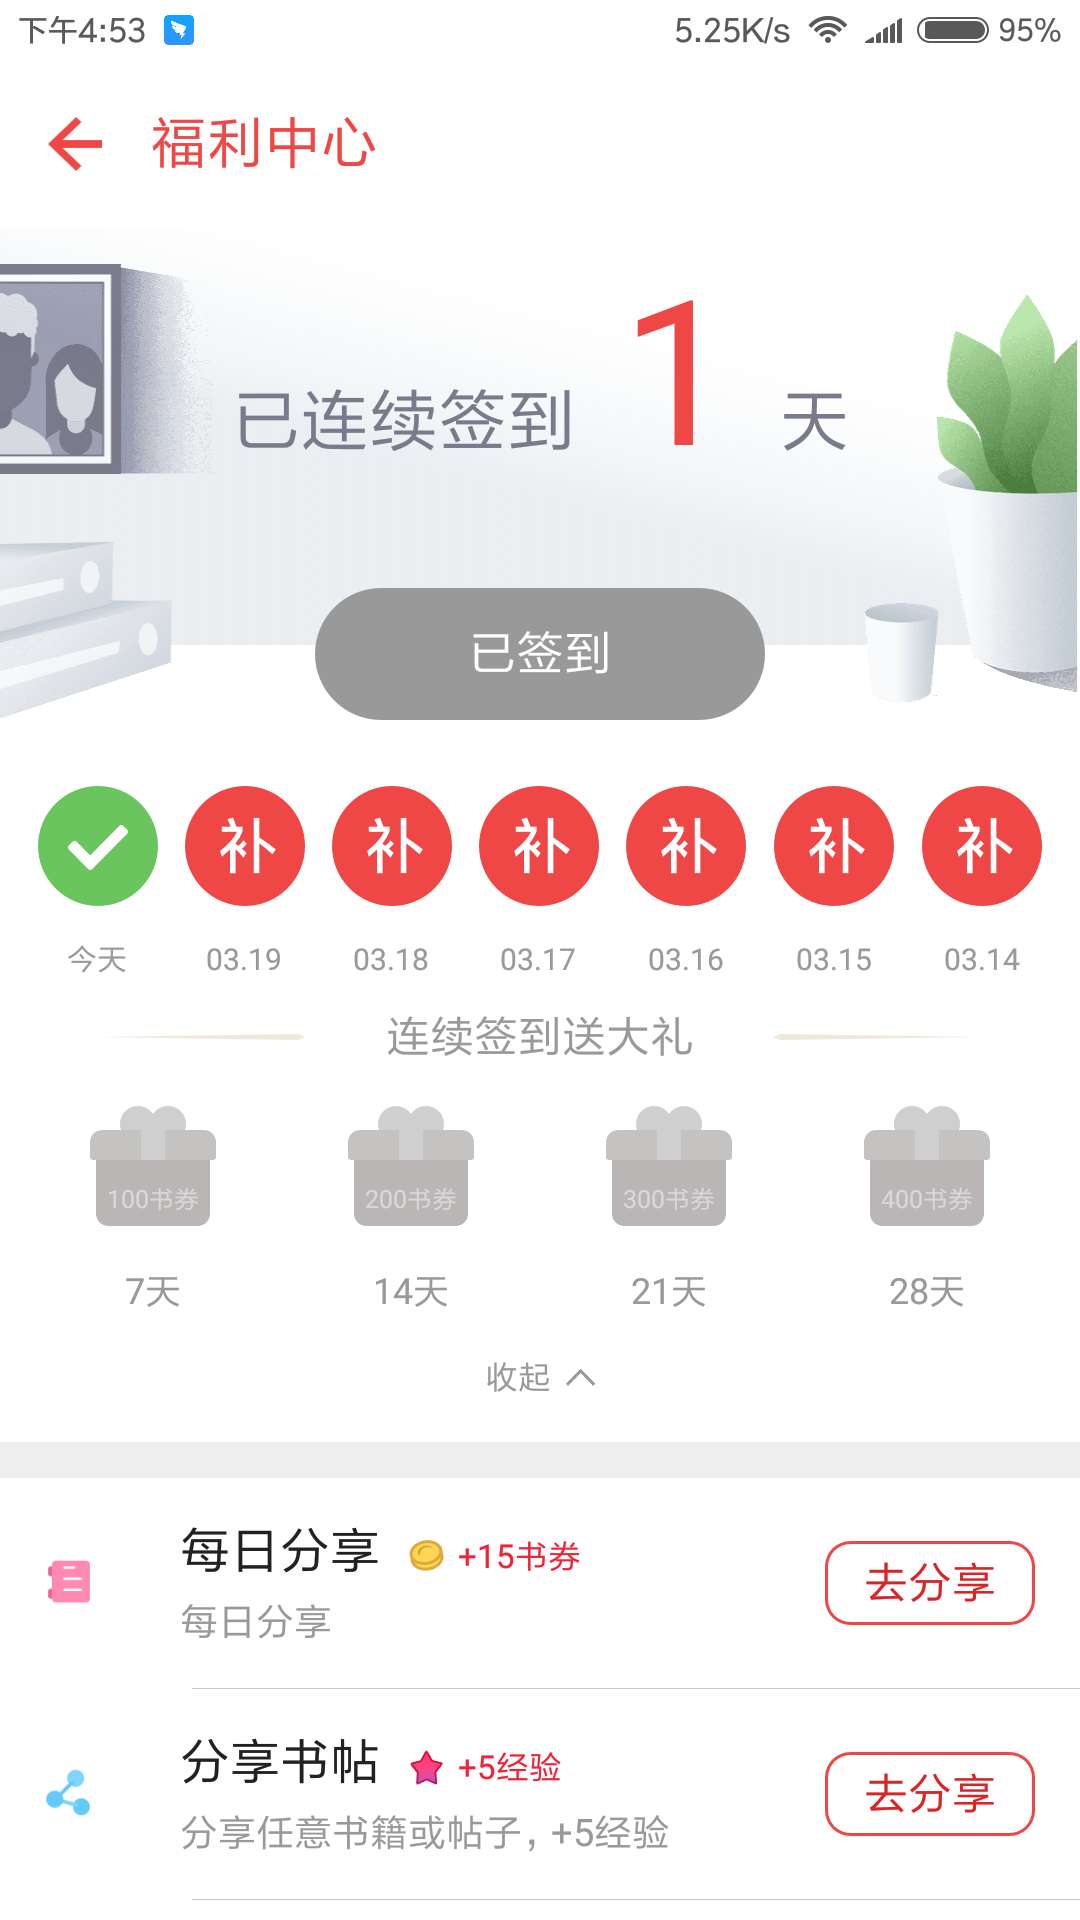 下午4:53 5.25K/s 95%
福利中心
已连续签到 1 天
已签到
补 补 补 补 补 补
今天 03.19 03.18 03.17 03.16 03.15 03.14
连续签到送大礼
100书券 200书券 300书券 400书券
7天 14天 21天 28天
收起
每日分享 +15书券
去分享
每日分享
分享书帖 +5经验
去分享
分享任意书籍或帖子，+5经验